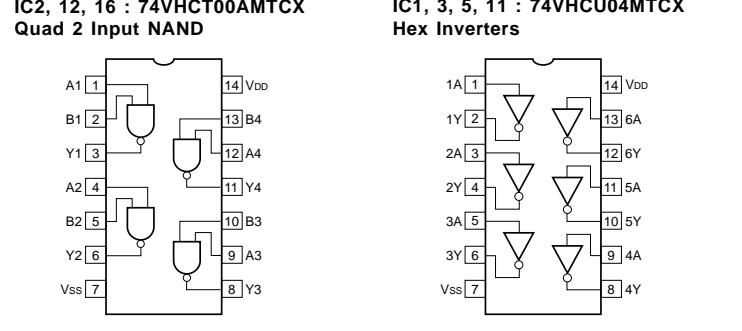 IC2, 12, 16 : 74VHCT00AMTCX
Quad 2 Input NAND
A1 1
B1 2
Y1 3
A2 4
B2 5
Y2 6
Vss 7
14 VDD
13 B4
12 A4
11 Y4
10 B3
9 A3
8 Y3
IC1, 3, 5, 11 : 74VHCU04MTCX
Hex Inverters
1A 1
1Y 2
2A 3
2Y 4
3A 5
3Y 6
Vss 7
14 VDD
13 6A
12 6Y
11 5A
10 5Y
9 4A
8 4Y